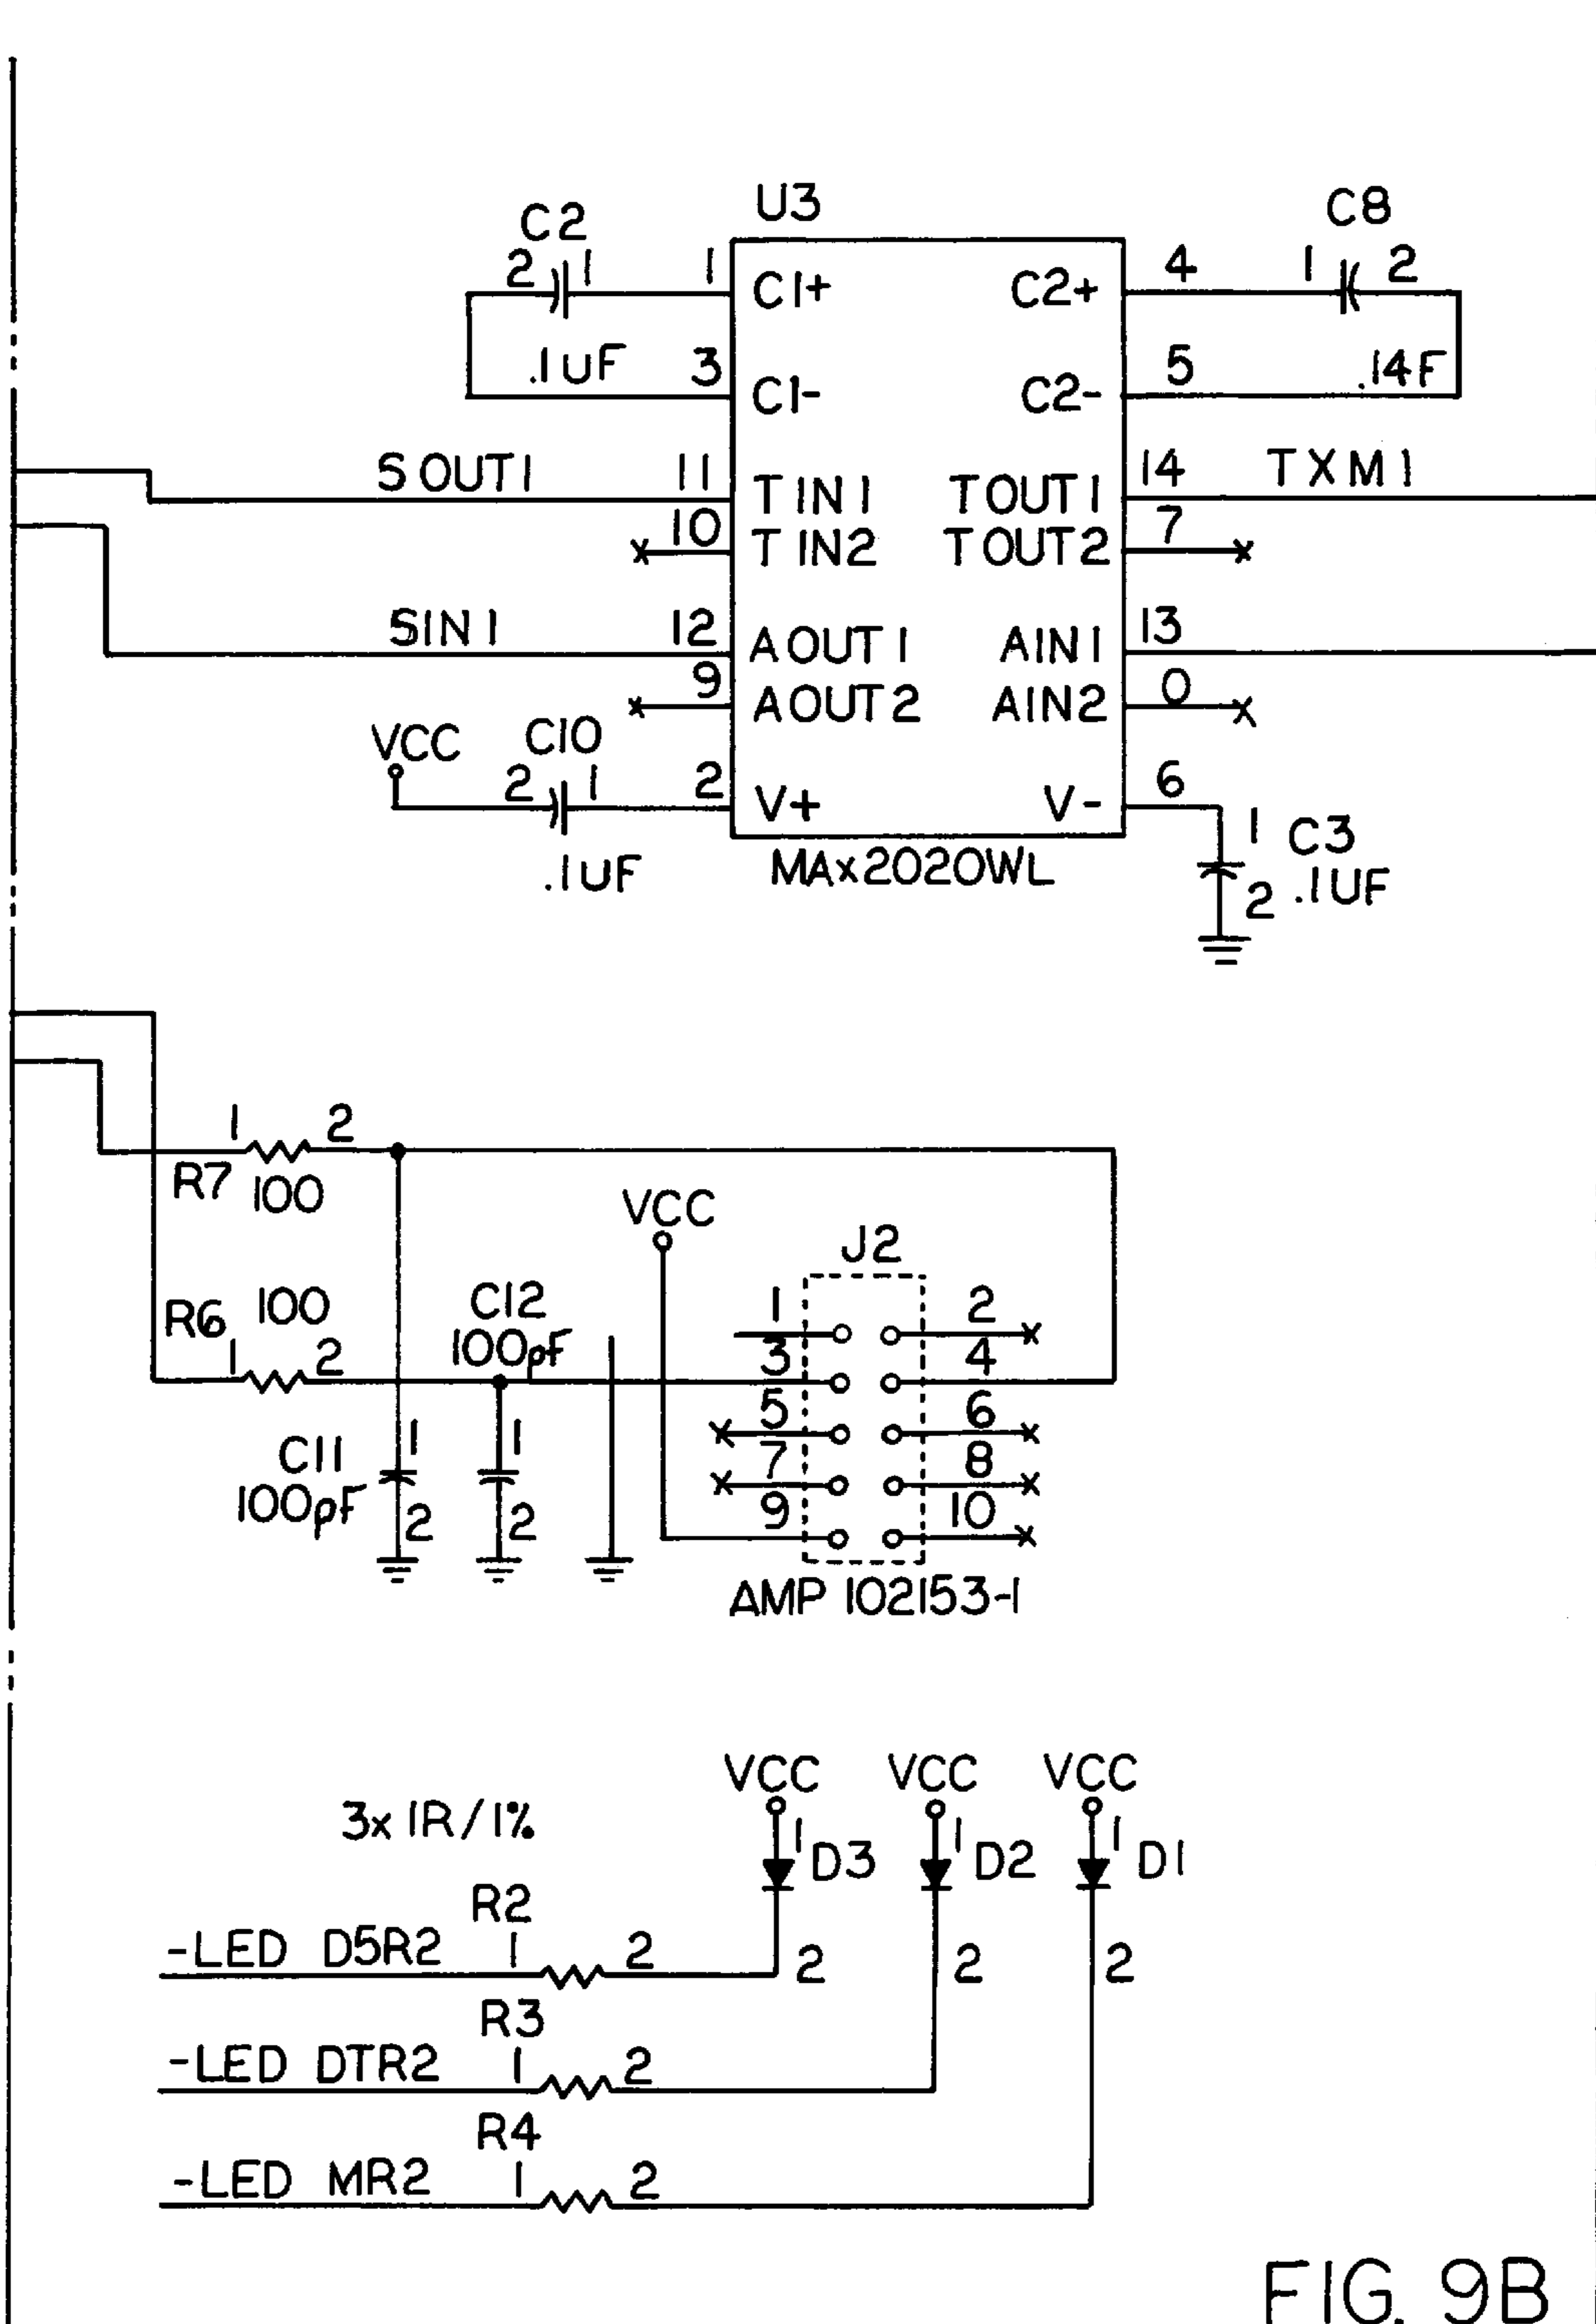 U3
C2
C8
2 1 1 C1+ C2+ 4 1 2
.1UF 3 C1- C2- 5 .14F
SOUT1 11 TIN1 TOUT1 14 TXM1
10 TIN2 TOUT2 7
SIN1 12 AOUT1 AIN1 13
9 AOUT2 AIN2 0
VCC C10
2 1 2 V+ V- 6
.1UF MAx2020WL 1 C3
2 .1UF
1 2
R7 100
VCC
J2
R6 100 C12 1 2
1 2 100pF 3 4
5 6
C11 1 1 7 8
100pF 2 2 9 10
AMP 102153-1
VCC VCC VCC
3x 1R/1% 1 D3 1 D2 1 D1
R2
-LED D5R2 1 2 2 2 2
R3
-LED DTR2 1 2
R4
-LED MR2 1 2
FIG. 9B